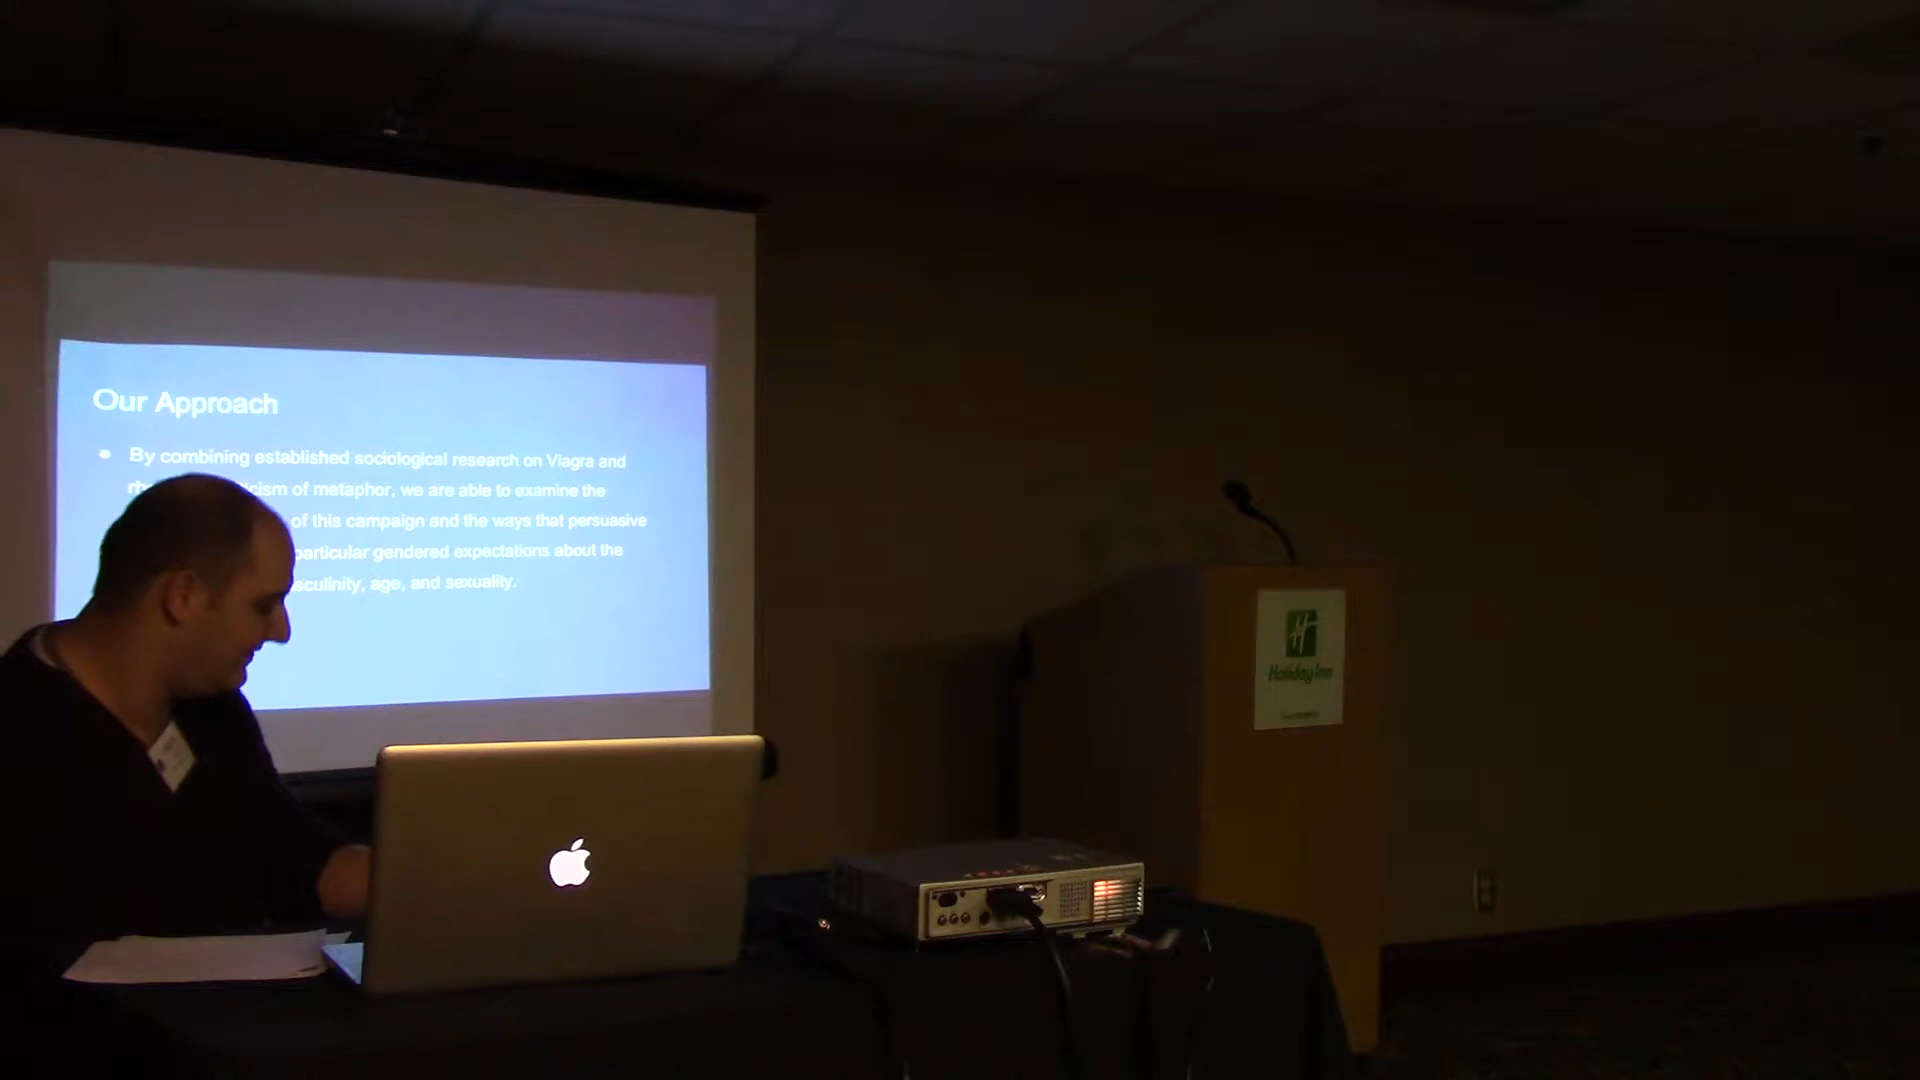 Our Approach
• By combining established sociological research on Viagra and
of metaphor, we are able to examine the
of this campaign and the ways that persuasive
particular gendered expectations about the
age, and sexuality.
H
Holiday Inn